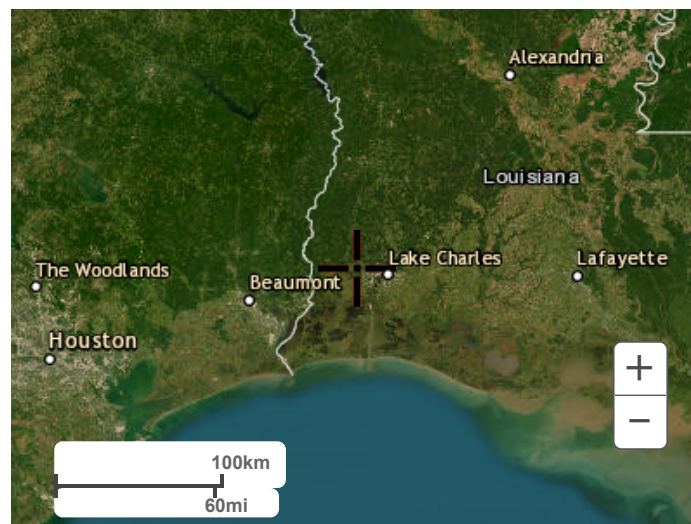 Alexandria
Louisiana
Lake Charles
Lafayette
The Woodlands
Beaumont
Houston
+
−
100km
60mi